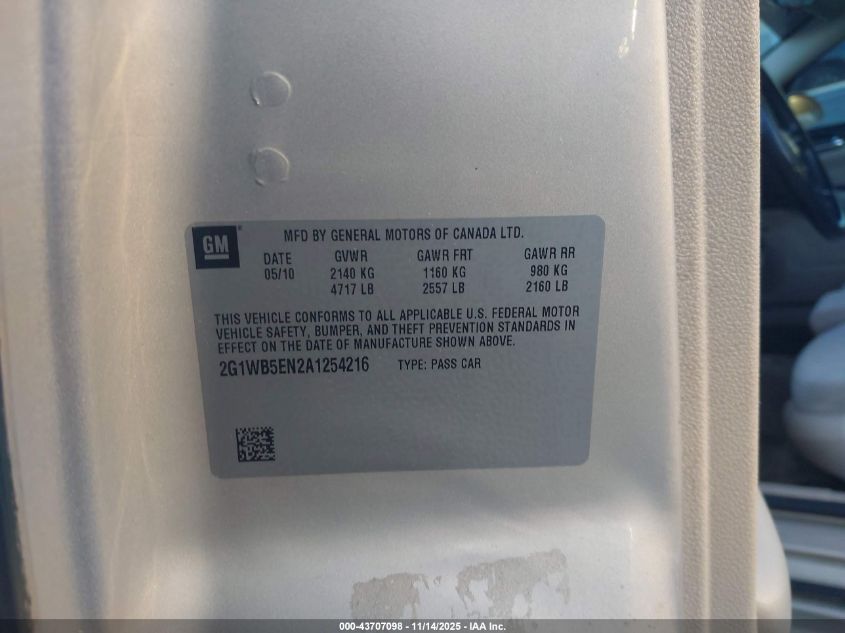 GM
MFD BY GENERAL MOTORS OF CANADA LTD.
DATE GVWR GAWR FRT GAWR RR
05/10 2140 KG 1160 KG 980 KG
4717 LB 2557 LB 2160 LB
THIS VEHICLE CONFORMS TO ALL APPLICABLE U.S. FEDERAL MOTOR
VEHICLE SAFETY, BUMPER, AND THEFT PREVENTION STANDARDS IN
EFFECT ON THE DATE OF MANUFACTURE SHOWN ABOVE.
2G1WB5EN2A1254216 TYPE: PASS CAR
000-43707098 - 11/14/2025 - IAA Inc.